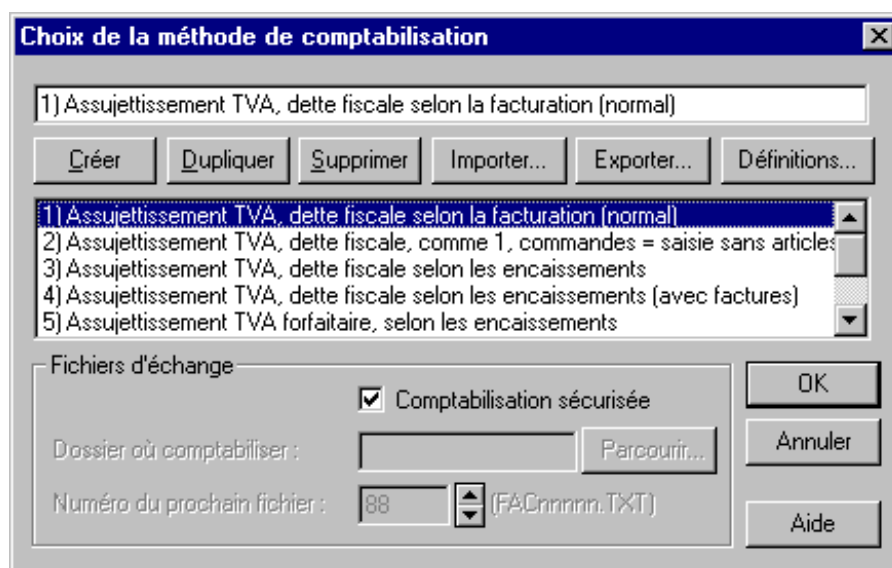 Choix de la méthode de comptabilisation
1) Assujettissement TVA, dette fiscale selon la facturation (normal)
Créer Dupliquer Supprimer Importer... Exporter... Définitions...
1) Assujettissement TVA, dette fiscale selon la facturation (normal)
2) Assujettissement TVA, dette fiscale, comme 1, commandes = saisie sans articles
3) Assujettissement TVA, dette fiscale selon les encaissements
4) Assujettissement TVA, dette fiscale selon les encaissements (avec factures)
5) Assujettissement TVA forfaitaire, selon les encaissements
Fichiers d'échange
Comptabilisation sécurisée
Dossier où comptabiliser :
Parcourir...
Numéro du prochain fichier : 88 (FACnnnnn.TXT)
OK
Annuler
Aide